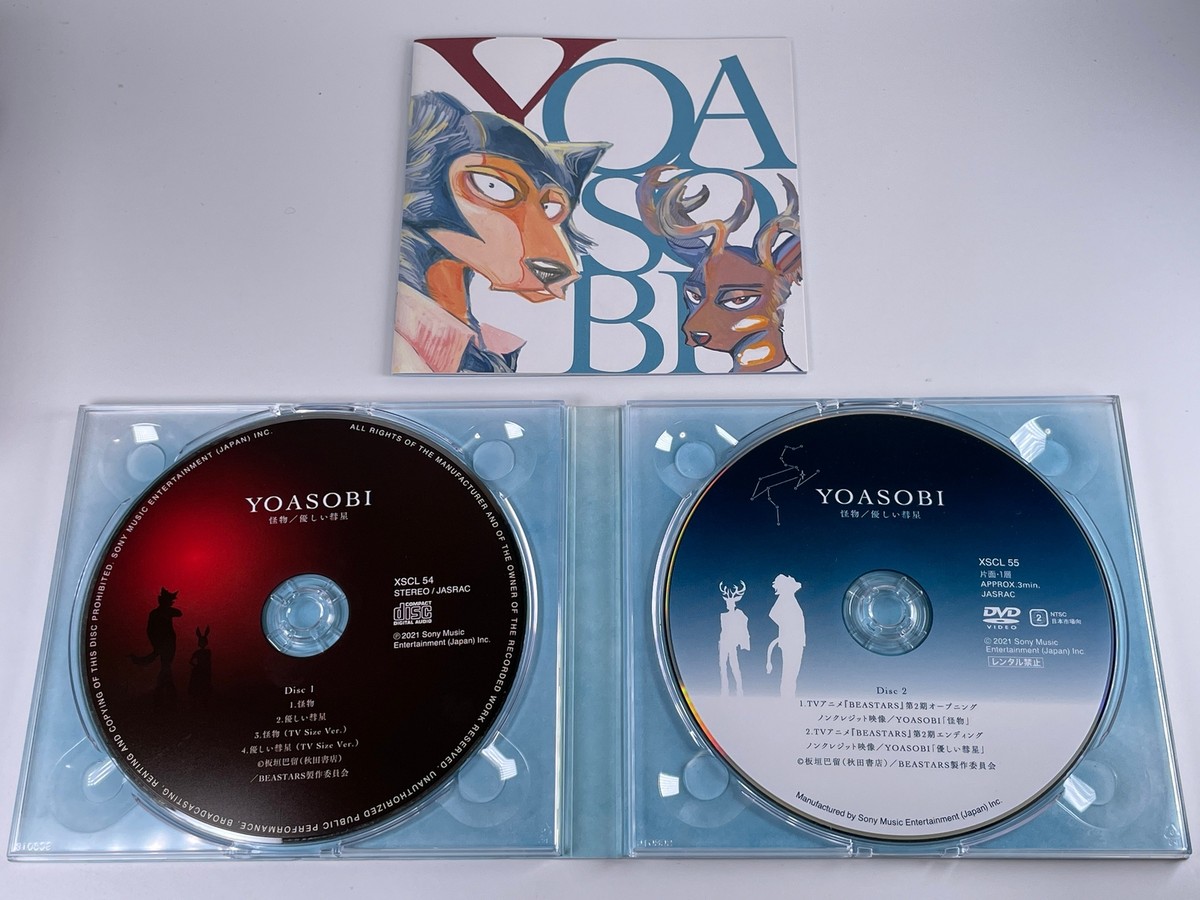 YOA
SO
BI
ALL RIGHTS OF THE MANUFACTURER AND OF THE OWNER OF THE RECORDED WORK RESERVED. UNAUTHORIZED PUBLIC PERFORMANCE, BROADCASTING, RENTING AND COPYING OF THIS DISC PROHIBITED. SONY MUSIC ENTERTAINMENT (JAPAN) INC.
YOASOBI
怪物／優しい彗星
XSCL 54
STEREO / JASRAC
COMPACT
disc
DIGITAL AUDIO
Ⓟ 2021 Sony Music
Entertainment (Japan) Inc.
Disc 1
1.怪物
2.優しい彗星
3.怪物 (TV Size Ver.)
4.優しい彗星 (TV Size Ver.)
©板垣巴留(秋田書店)
/BEASTARS製作委員会
YOASOBI
怪物／優しい彗星
XSCL 55
片面・1層
APPROX.3min.
JASRAC
DVD
VIDEO
2
NTSC
日本市場向
© 2021 Sony Music
Entertainment (Japan) Inc.
レンタル禁止
Disc 2
1.TVアニメ『BEASTARS』第2期オープニング
ノンクレジット映像／YOASOBI「怪物」
2.TVアニメ『BEASTARS』第2期エンディング
ノンクレジット映像／YOASOBI「優しい彗星」
©板垣巴留(秋田書店)/BEASTARS製作委員会
Manufactured by Sony Music Entertainment (Japan) Inc.